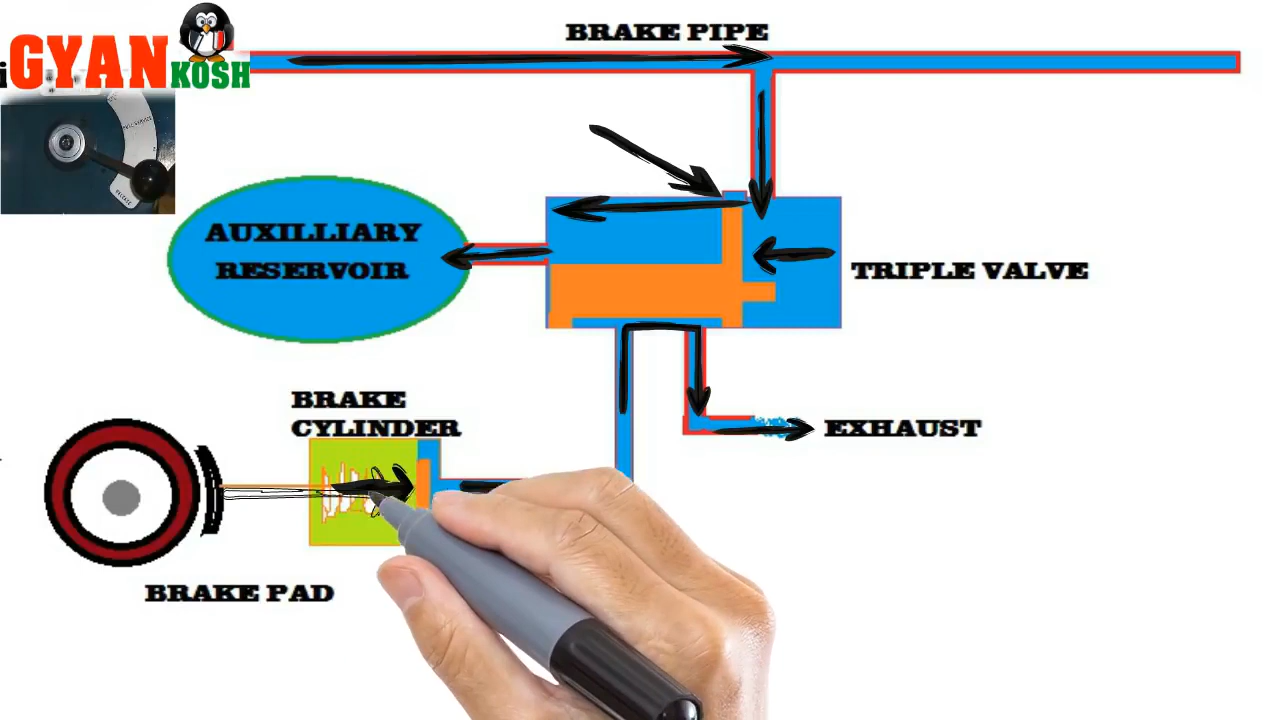 BRAKE PIPE
iGYAN
KOSH
AUXILLIARY
RESERVOIR
TRIPLE VALVE
BRAKE
CYLINDER
EXHAUST
BRAKE PAD